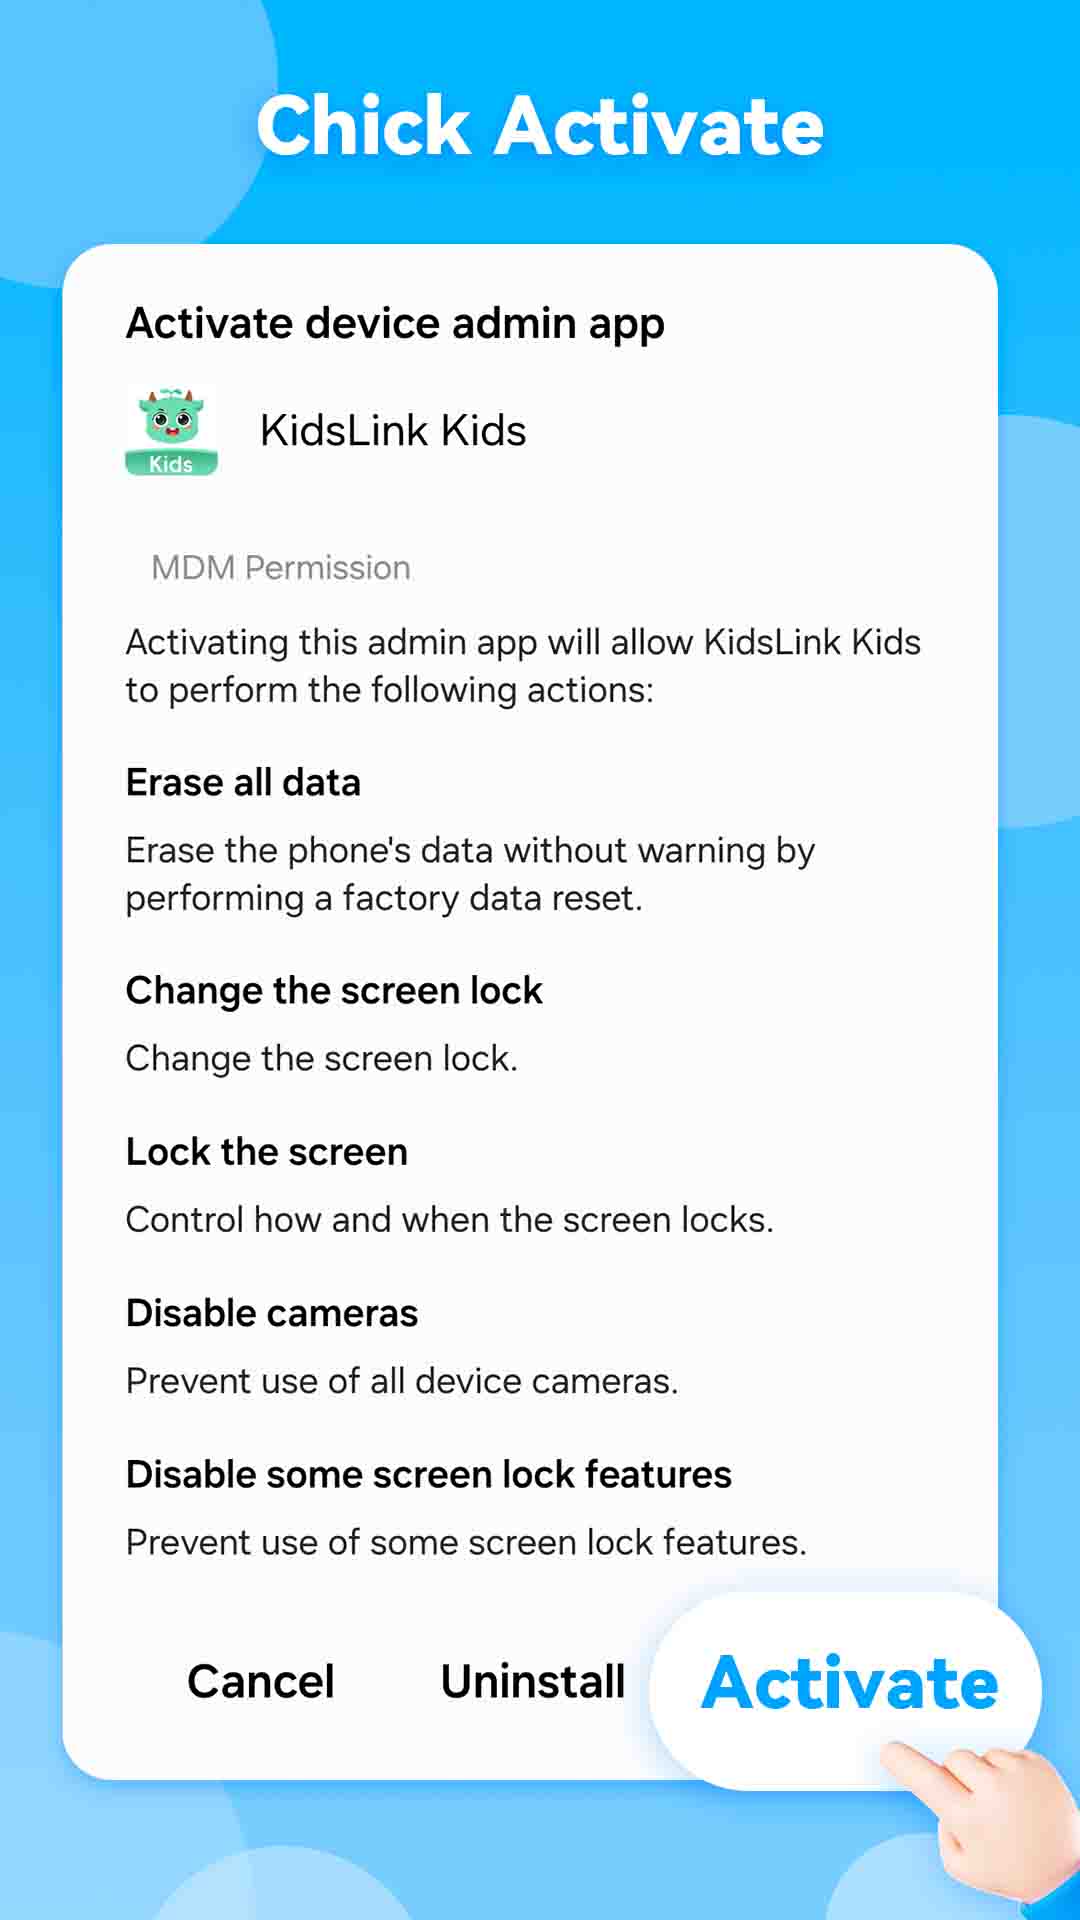 Chick Activate
Activate device admin app
Kids
KidsLink Kids
MDM Permission
Activating this admin app will allow KidsLink Kids
to perform the following actions:
Erase all data
Erase the phone's data without warning by
performing a factory data reset.
Change the screen lock
Change the screen lock.
Lock the screen
Control how and when the screen locks.
Disable cameras
Prevent use of all device cameras.
Disable some screen lock features
Prevent use of some screen lock features.
Cancel
Uninstall
Activate